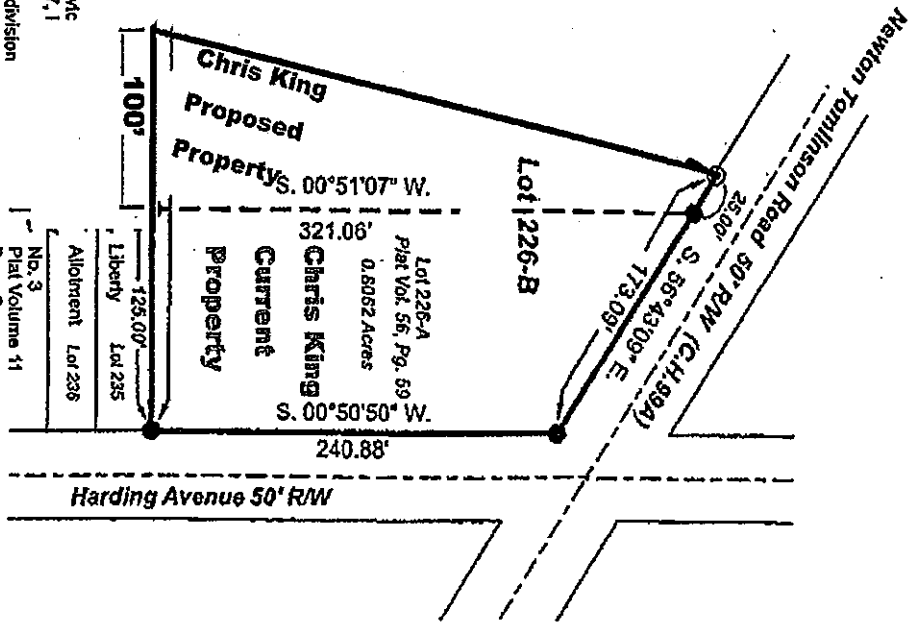 Newton Tomlinson Road 50' R/W (C.H.99A)
25.00'
S. 56°43'09" E.
173.09'
Chris King
Proposed
Property
100'
S. 00°51'07" W.
321.06'
Lot 226-B
Lot 226-A
Plat Vol. 56, Pg. 59
0.8062 Acres
Chris King
Current
Property
S. 00°50'50" W.
240.88'
125.00'
Liberty Lot 235
Allotment Lot 236
No.3
Plat Volume 11
Harding Avenue 50' R/W
division